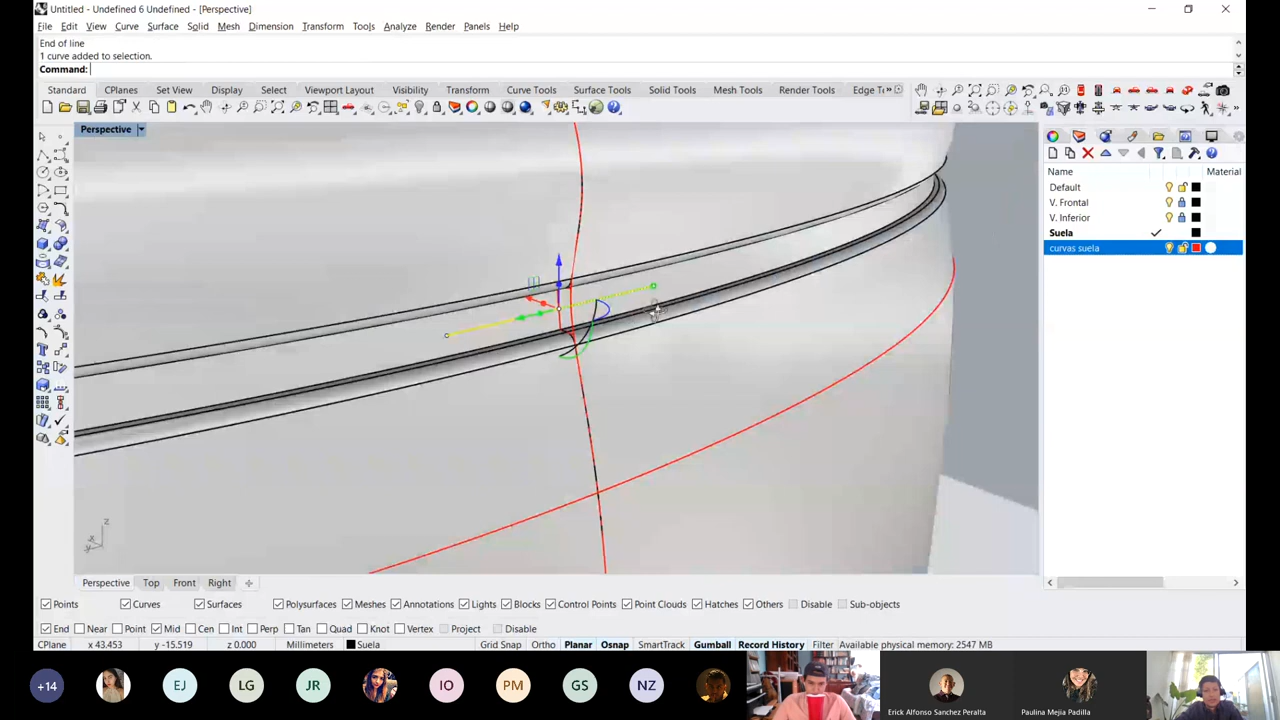 Untitled - Undefined 6 Undefined - [Perspective]
File Edit View Curve Surface Solid Mesh Dimension Transform Tools Analyze Render Panels Help
End of line
1 curve added to selection.
Command:
Standard CPlanes Set View Display Select Viewport Layout Visibility Transform Curve Tools Surface Tools Solid Tools Mesh Tools Render Tools Edge T
Perspective
Name Material
Default
V. Frontal
V. Inferior
Suela
curvas suela
z
y x
Perspective Top Front Right
Points Curves Surfaces Polysurfaces Meshes Annotations Lights Blocks Control Points Point Clouds Hatches Others Disable Sub-objects
End Near Point Mid Cen Int Perp Tan Quad Knot Vertex Project Disable
CPlane x 43.453 y -15.519 z 0.000 Millimeters Suela Grid Snap Ortho Planar Osnap SmartTrack Gumball Record History Filter Available physical memory: 2547 MB
+14 EJ LG JR IO PM GS NZ
Erick Alfonso Sanchez Peralta Paulina Mejia Padilla